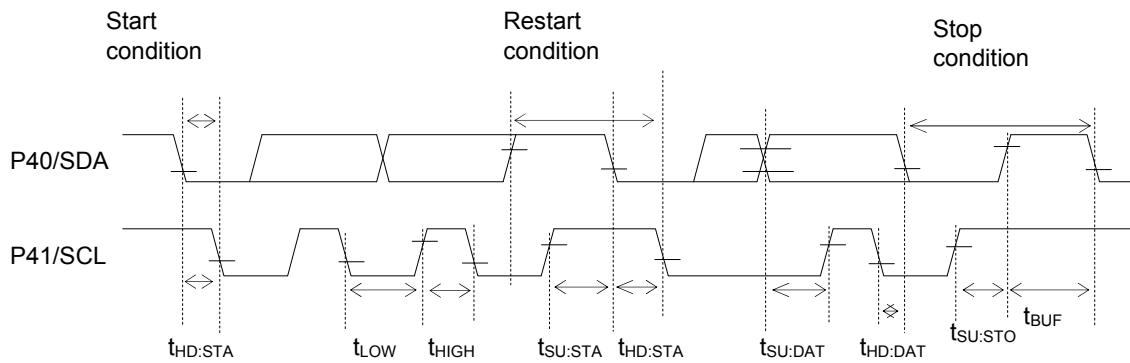 Start
condition
Restart
condition
Stop
condition
P40/SDA
P41/SCL
tHD:STA
tLOW
tHIGH
tSU:STA
tHD:STA
tSU:DAT
tHD:DAT
tSU:STO
tBUF